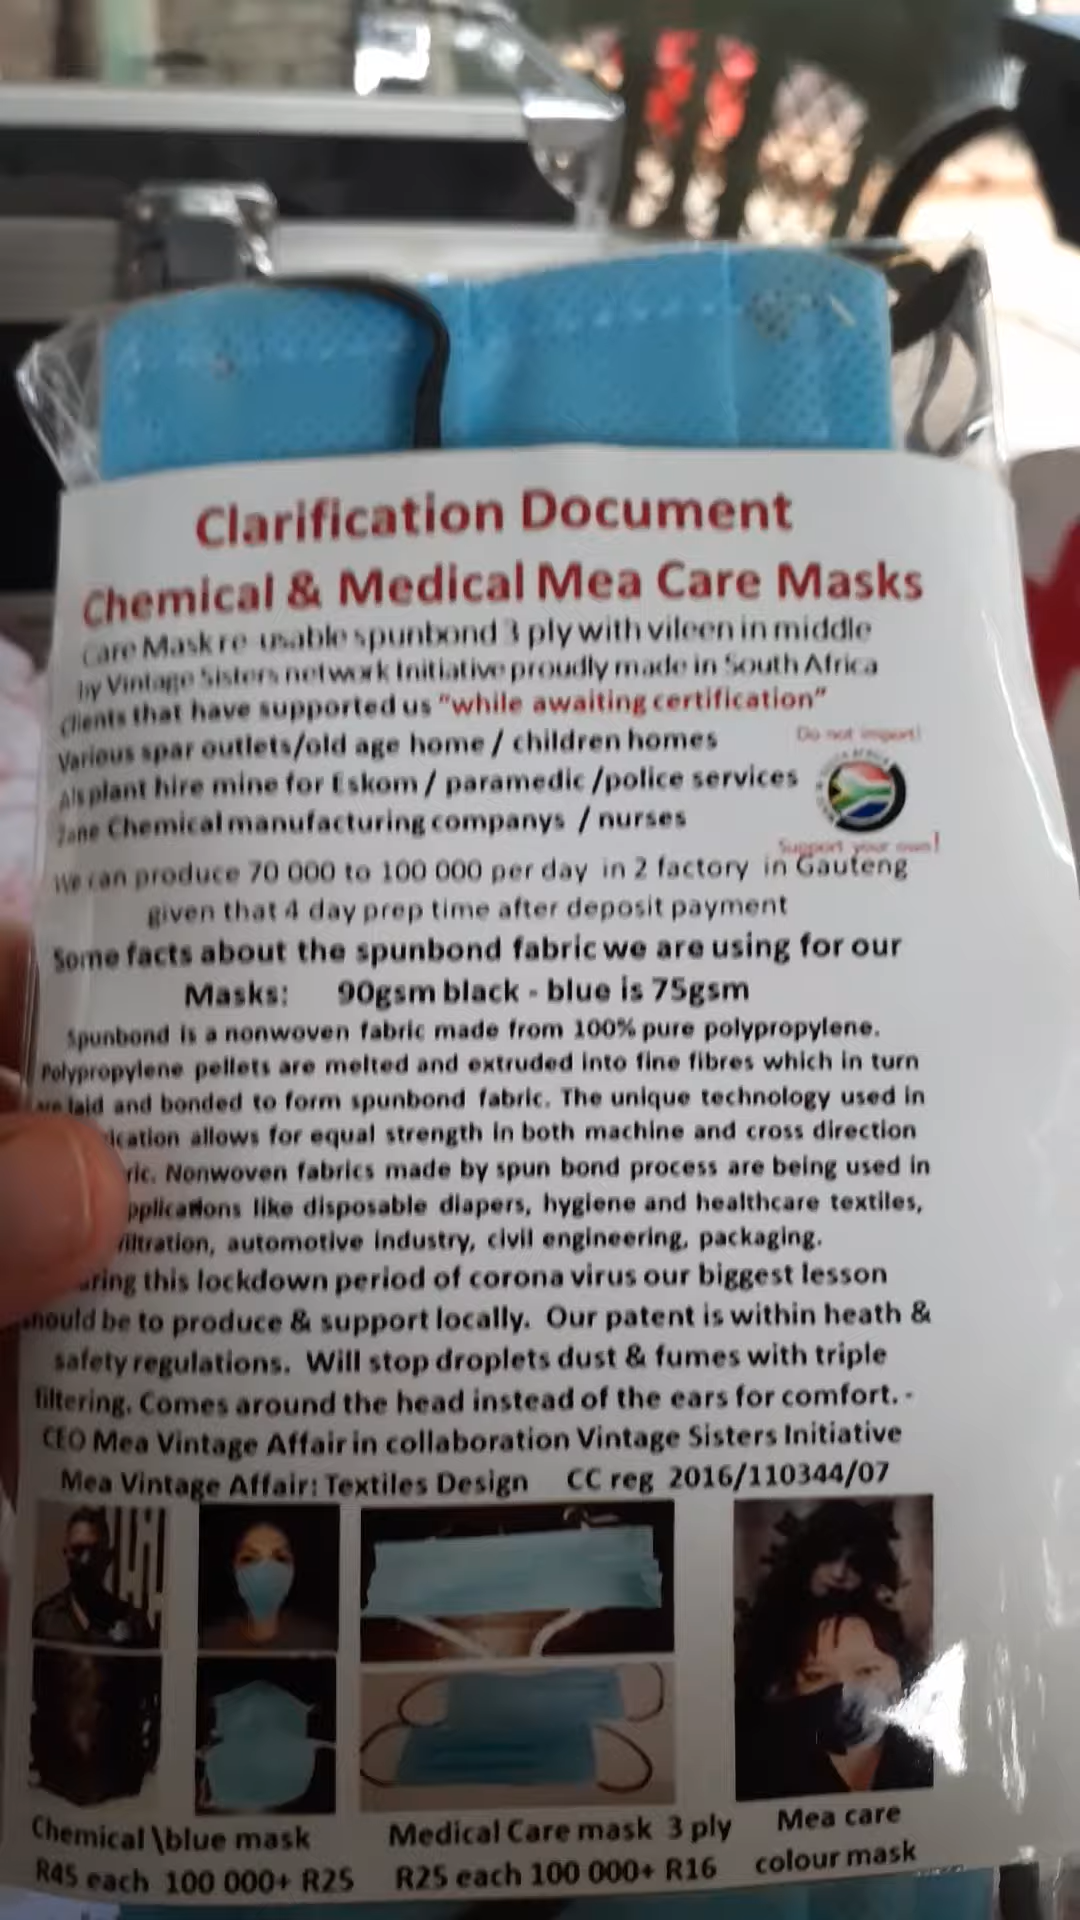 Clarification Document
Chemical & Medical Mea Care Masks
Care Mask re usable spunbond 3 ply with vileen in middle
by Vintage Sisters network Initiative proudly made in South Africa
Clients that have supported us "while awaiting certification"
Various spar outlets/old age home / children homes
Do not import!
plant hire mine for Eskom / paramedic /police services
Chemical manufacturing companys / nurses
Support your own!
We can produce 70 000 to 100 000 per day in 2 factory in Gauteng
given that 4 day prep time after deposit payment
Some facts about the spunbond fabric we are using for our
Masks: 90gsm black - blue is 75gsm
Spunbond is a nonwoven fabric made from 100% pure polypropylene.
Polypropylene pellets are melted and extruded into fine fibres which in turn
are laid and bonded to form spunbond fabric. The unique technology used in
allows for equal strength in both machine and cross direction
Nonwoven fabrics made by spun bond process are being used in
like disposable diapers, hygiene and healthcare textiles,
filtration, automotive industry, civil engineering, packaging.
this lockdown period of corona virus our biggest lesson
should be to produce & support locally. Our patent is within heath &
safety regulations. Will stop droplets dust & fumes with triple
filtering. Comes around the head instead of the ears for comfort. -
CEO Mea Vintage Affair in collaboration Vintage Sisters Initiative
Mea Vintage Affair: Textiles Design CC reg 2016/110344/07
Chemical \blue mask
R45 each 100 000+ R25
Medical Care mask 3 ply
R25 each 100 000+ R16
Mea care
colour mask